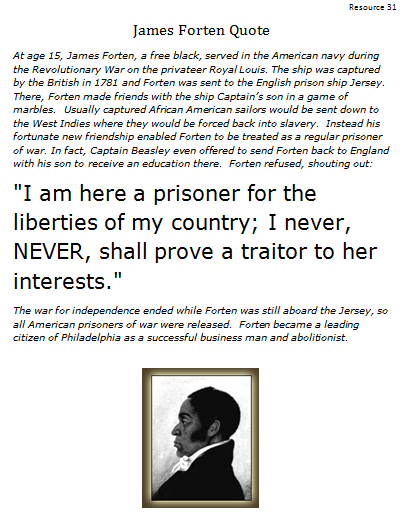 Resource 31
James Forten Quote
At age 15, James Forten, a free black, served in the American navy during
the Revolutionary War on the privateer Royal Louis. The ship was captured
by the British in 1781 and Forten was sent to the English prison ship Jersey.
There, Forten made friends with the ship Captain's son in a game of
marbles.  Usually captured African American sailors would be sent down to
the West Indies where they would be forced back into slavery.  Instead his
fortunate new friendship enabled Forten to be treated as a regular prisoner
of war. In fact, Captain Beasley even offered to send Forten back to England
with his son to receive an education there.  Forten refused, shouting out:
"I am here a prisoner for the
liberties of my country; I never,
NEVER, shall prove a traitor to her
interests."
The war for independence ended while Forten was still aboard the Jersey, so
all American prisoners of war were released.  Forten became a leading
citizen of Philadelphia as a successful business man and abolitionist.